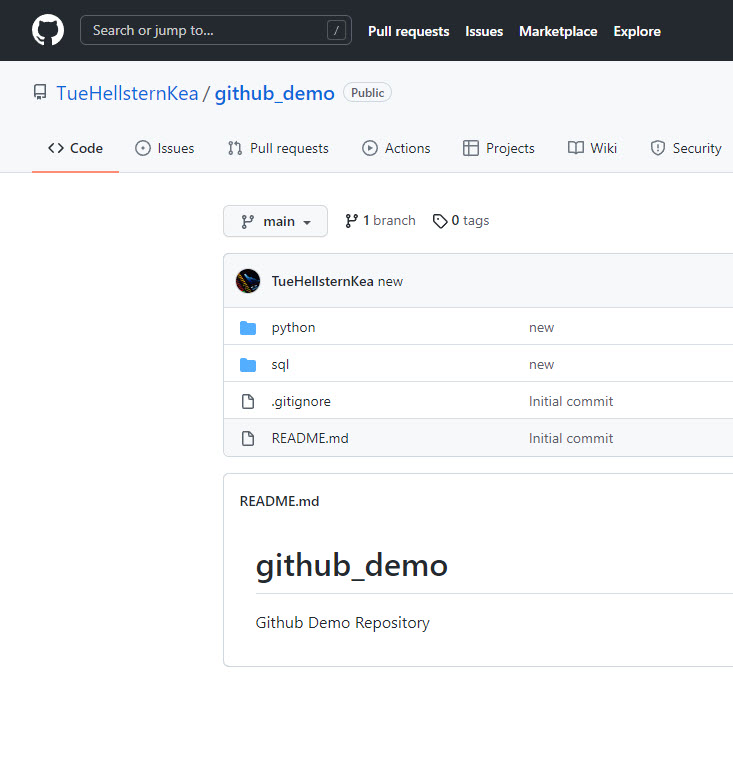 Search or jump to... / Pull requests Issues Marketplace Explore
TueHellsternKea / github_demo Public
Code Issues Pull requests Actions Projects Wiki Security
main 1 branch 0 tags
TueHellsternKea new
python new
sql new
.gitignore Initial commit
README.md Initial commit
README.md
github_demo
Github Demo Repository